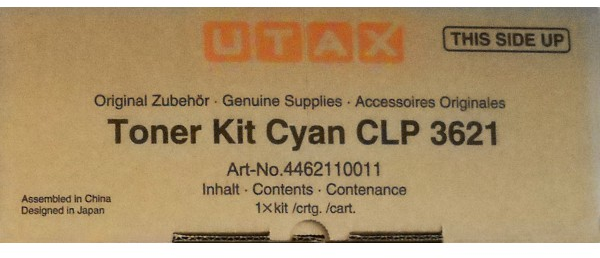 UTAX
THIS SIDE UP
Original Zubehör · Genuine Supplies · Accessoires Originales
Toner Kit Cyan CLP 3621
Art-No.4462110011
Inhalt · Contents · Contenance
1×kit /crtg. /cart.
Assembled in China
Designed in Japan